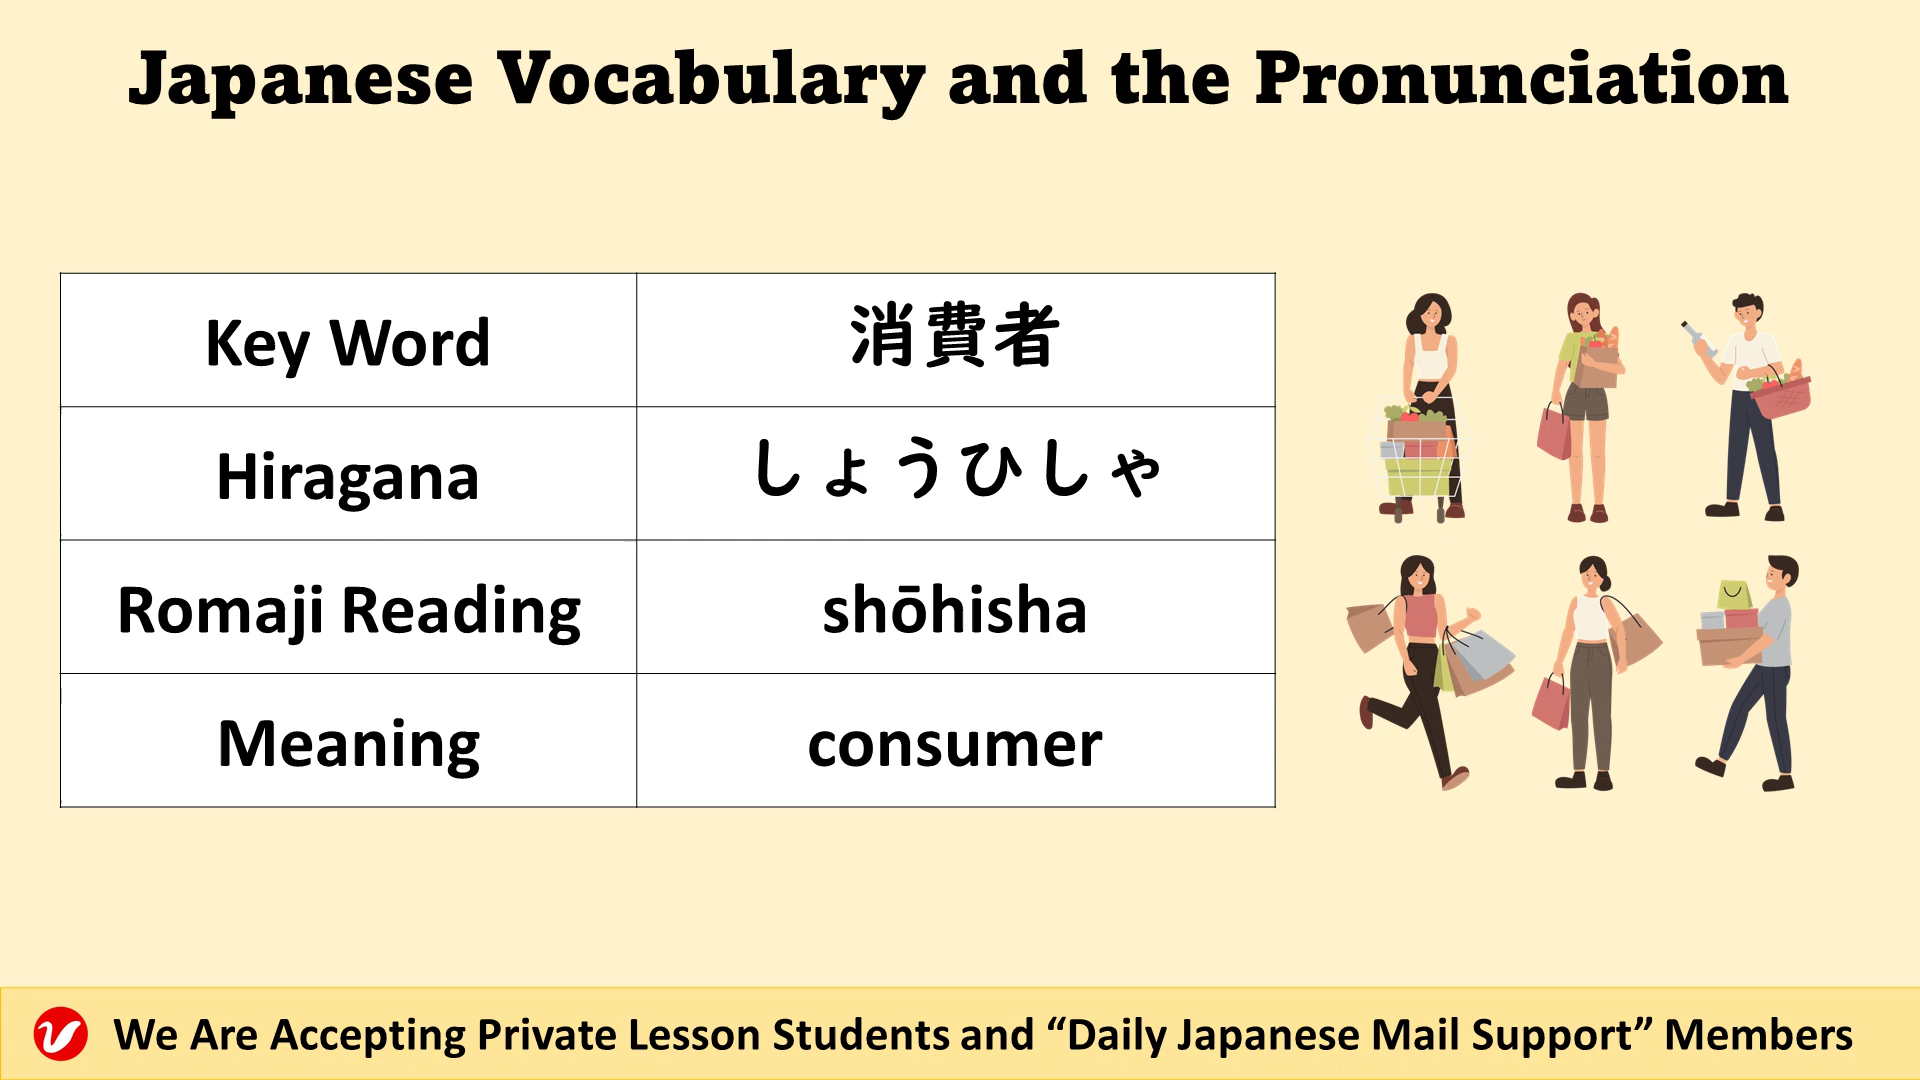 Japanese Vocabulary and the Pronunciation
Key Word 消費者
Hiragana しょうひしゃ
Romaji Reading shōhisha
Meaning consumer
We Are Accepting Private Lesson Students and “Daily Japanese Mail Support” Members